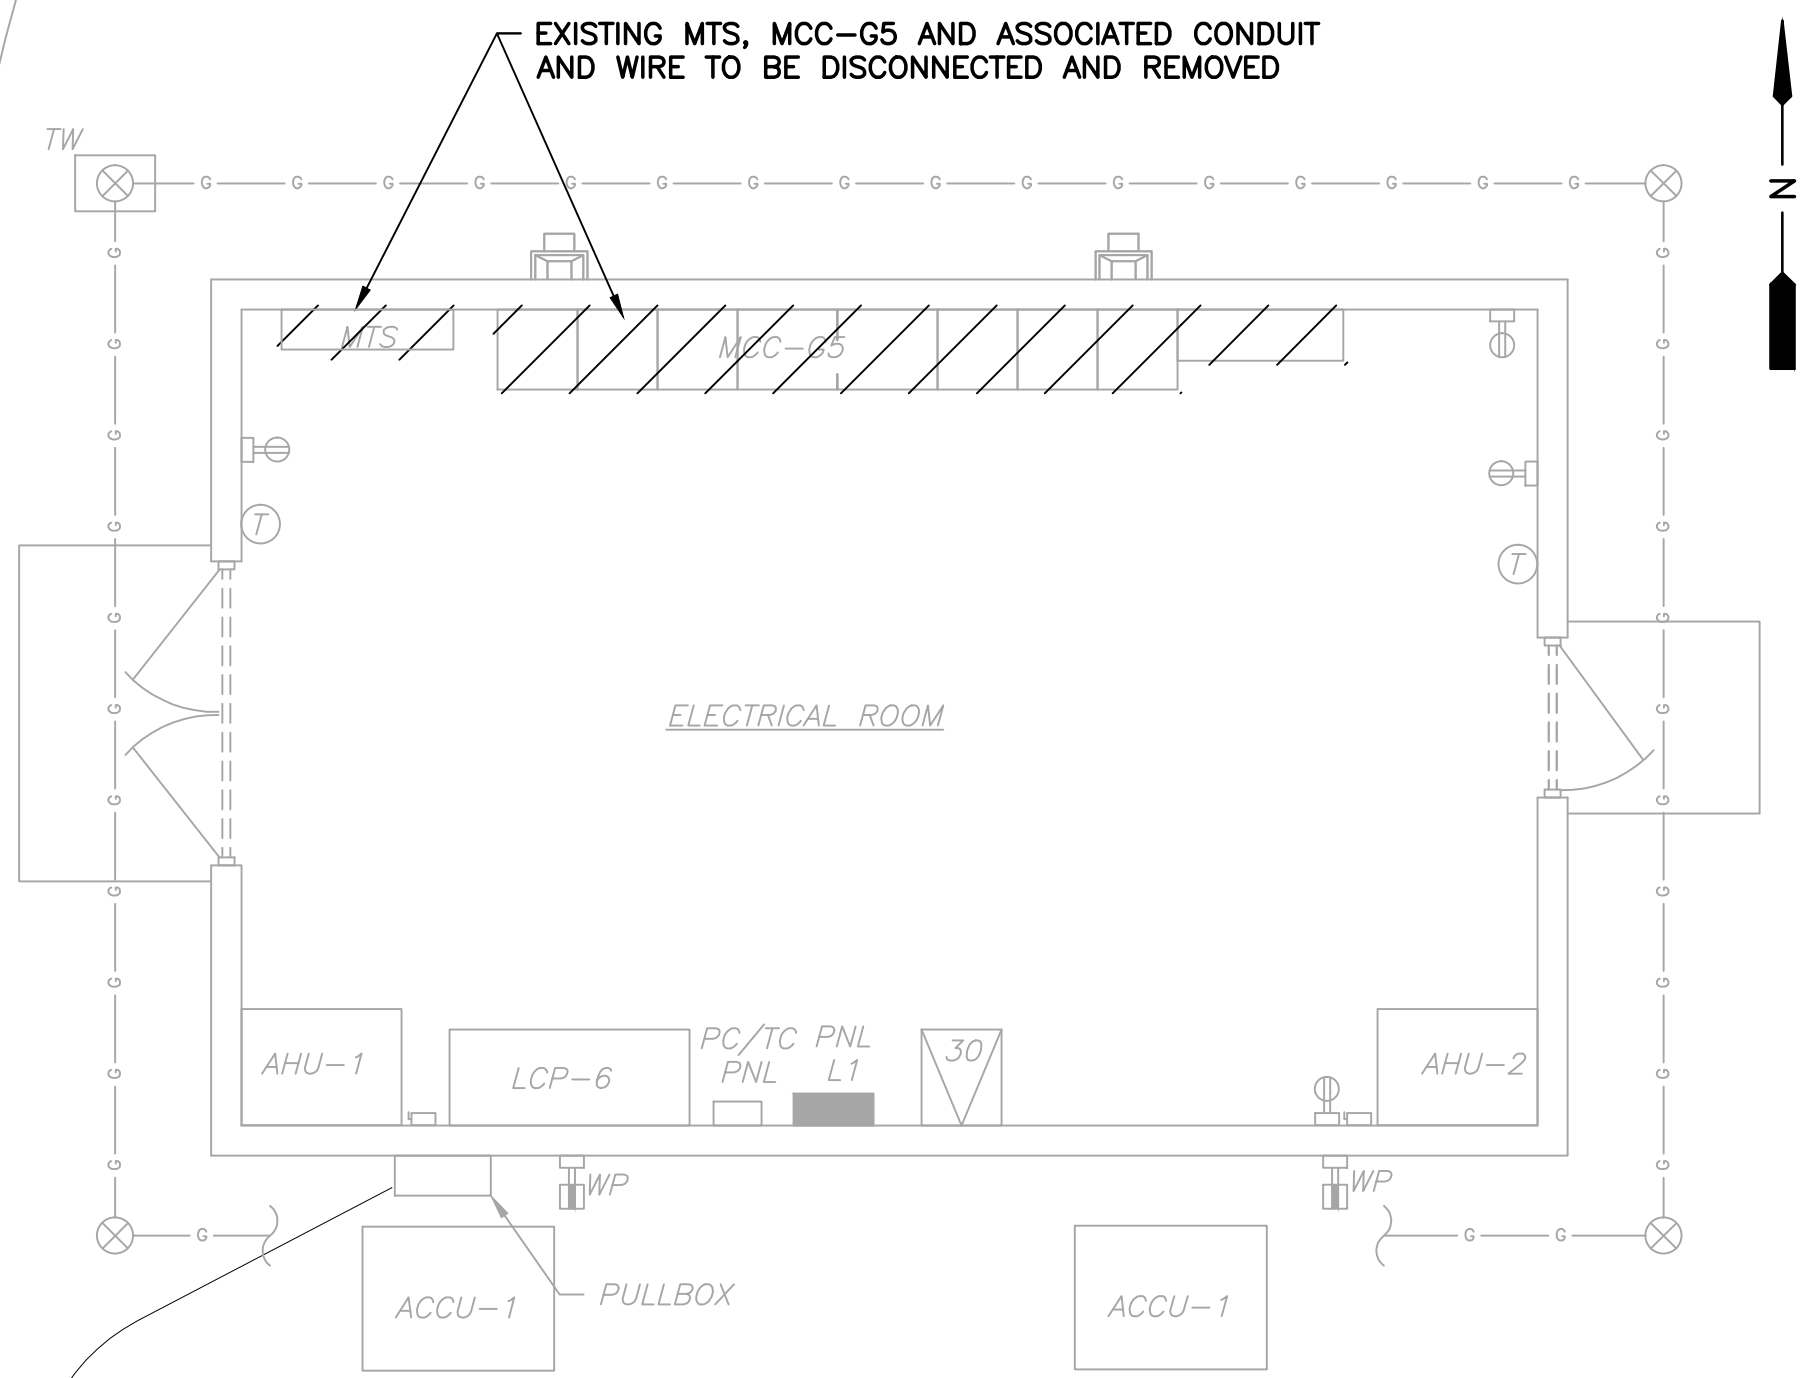 EXISTING MTS, MCC-G5 AND ASSOCIATED CONDUIT
AND WIRE TO BE DISCONNECTED AND REMOVED
TW
G G G G G G G G G G G G G G G G
N
MTS
MCC-G5
G G G G G G G G G G G
G G G G G G G G G G G
T
T
ELECTRICAL ROOM
AHU-1
LCP-6
PC/TC
PNL
PNL
L1
30
AHU-2
WP
WP
G
G G
ACCU-1
PULLBOX
ACCU-1